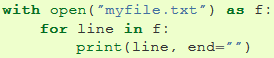 with open("myfile.txt") as f:
    for line in f:
        print(line, end="")